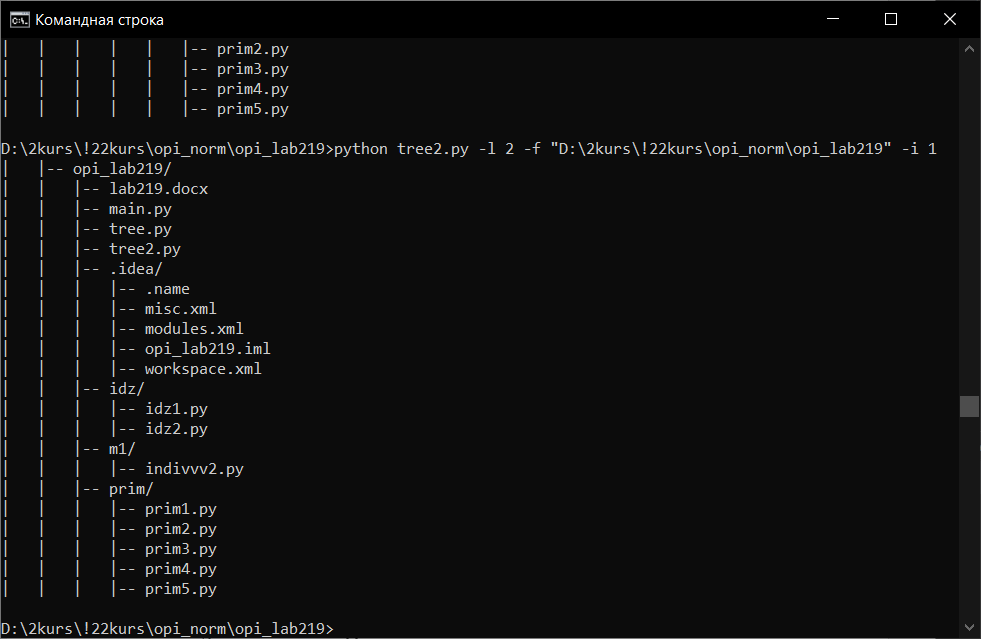 Командная строка
|   |   |   |   |   |-- prim2.py
|   |   |   |   |   |-- prim3.py
|   |   |   |   |   |-- prim4.py
|   |   |   |   |   |-- prim5.py
D:\2kurs\!22kurs\opi_norm\opi_lab219>python tree2.py -l 2 -f "D:\2kurs\!22kurs\opi_norm\opi_lab219" -i 1
|   |-- opi_lab219/
|   |   |-- lab219.docx
|   |   |-- main.py
|   |   |-- tree.py
|   |   |-- tree2.py
|   |   |-- .idea/
|   |   |   |-- .name
|   |   |   |-- misc.xml
|   |   |   |-- modules.xml
|   |   |   |-- opi_lab219.iml
|   |   |   |-- workspace.xml
|   |   |-- idz/
|   |   |   |-- idz1.py
|   |   |   |-- idz2.py
|   |   |-- m1/
|   |   |   |-- indivvv2.py
|   |   |-- prim/
|   |   |   |-- prim1.py
|   |   |   |-- prim2.py
|   |   |   |-- prim3.py
|   |   |   |-- prim4.py
|   |   |   |-- prim5.py
D:\2kurs\!22kurs\opi_norm\opi_lab219>